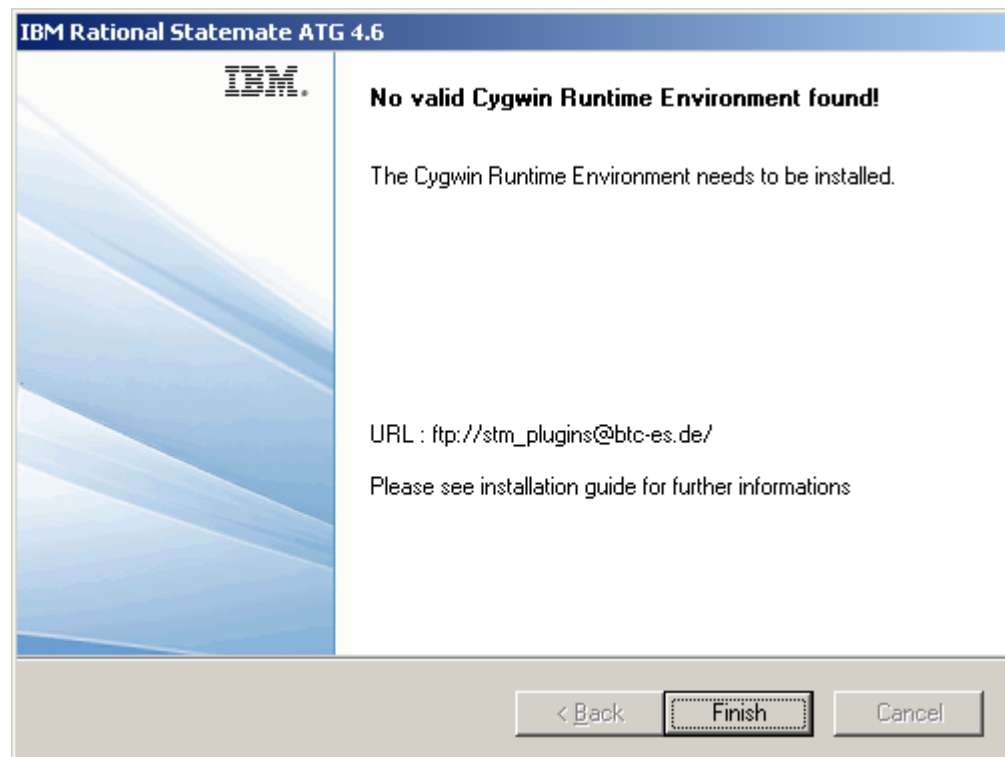 IBM Rational Statemate ATG 4.6
IBM.
No valid Cygwin Runtime Environment found!
The Cygwin Runtime Environment needs to be installed.
URL : ftp://stm_plugins@btc-es.de/
Please see installation guide for further informations
< Back
Finish
Cancel